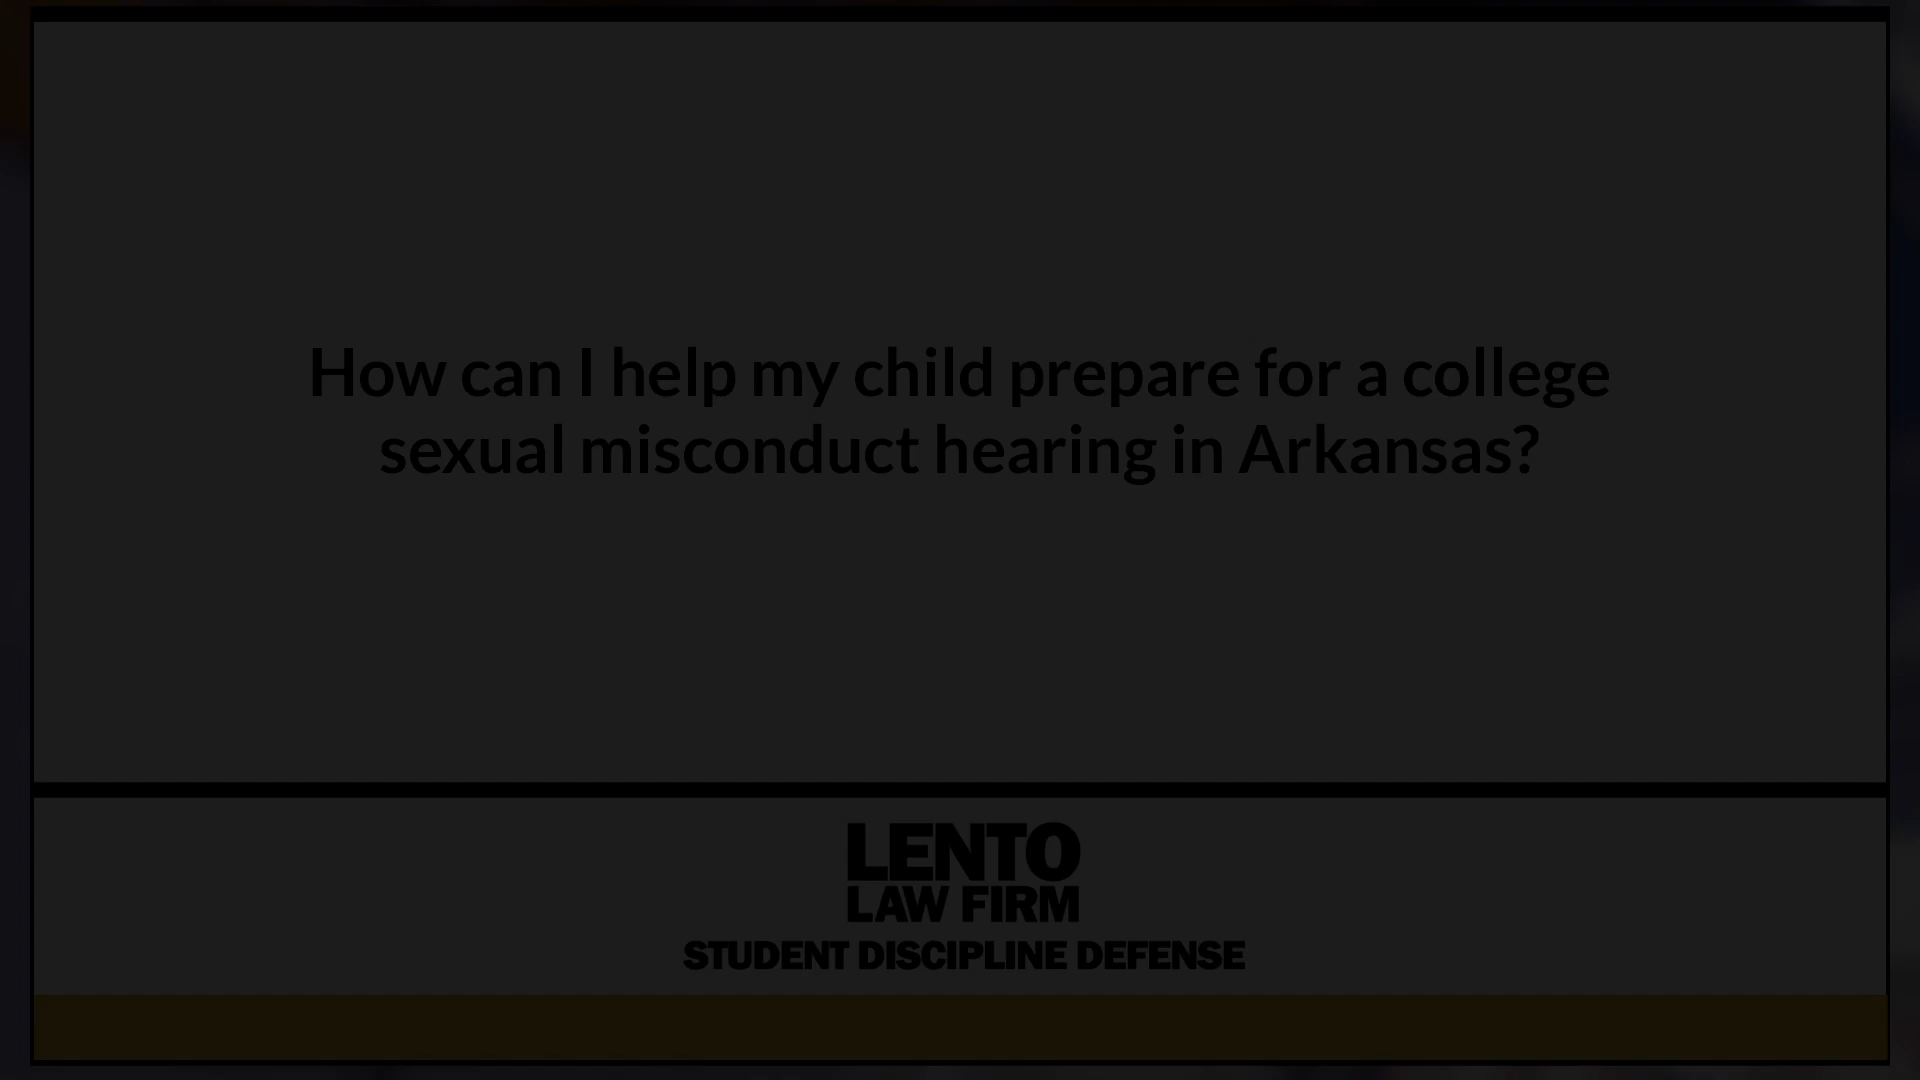 How can I help my child prepare for a college
sexual misconduct hearing in Arkansas?
LENTO
LAW FIRM
STUDENT DISCIPLINE DEFENSE